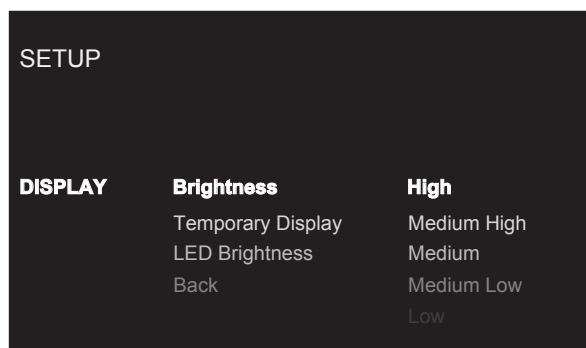 SETUP
DISPLAY Brightness High
Temporary Display Medium High
LED Brightness Medium
Back Medium Low
Low